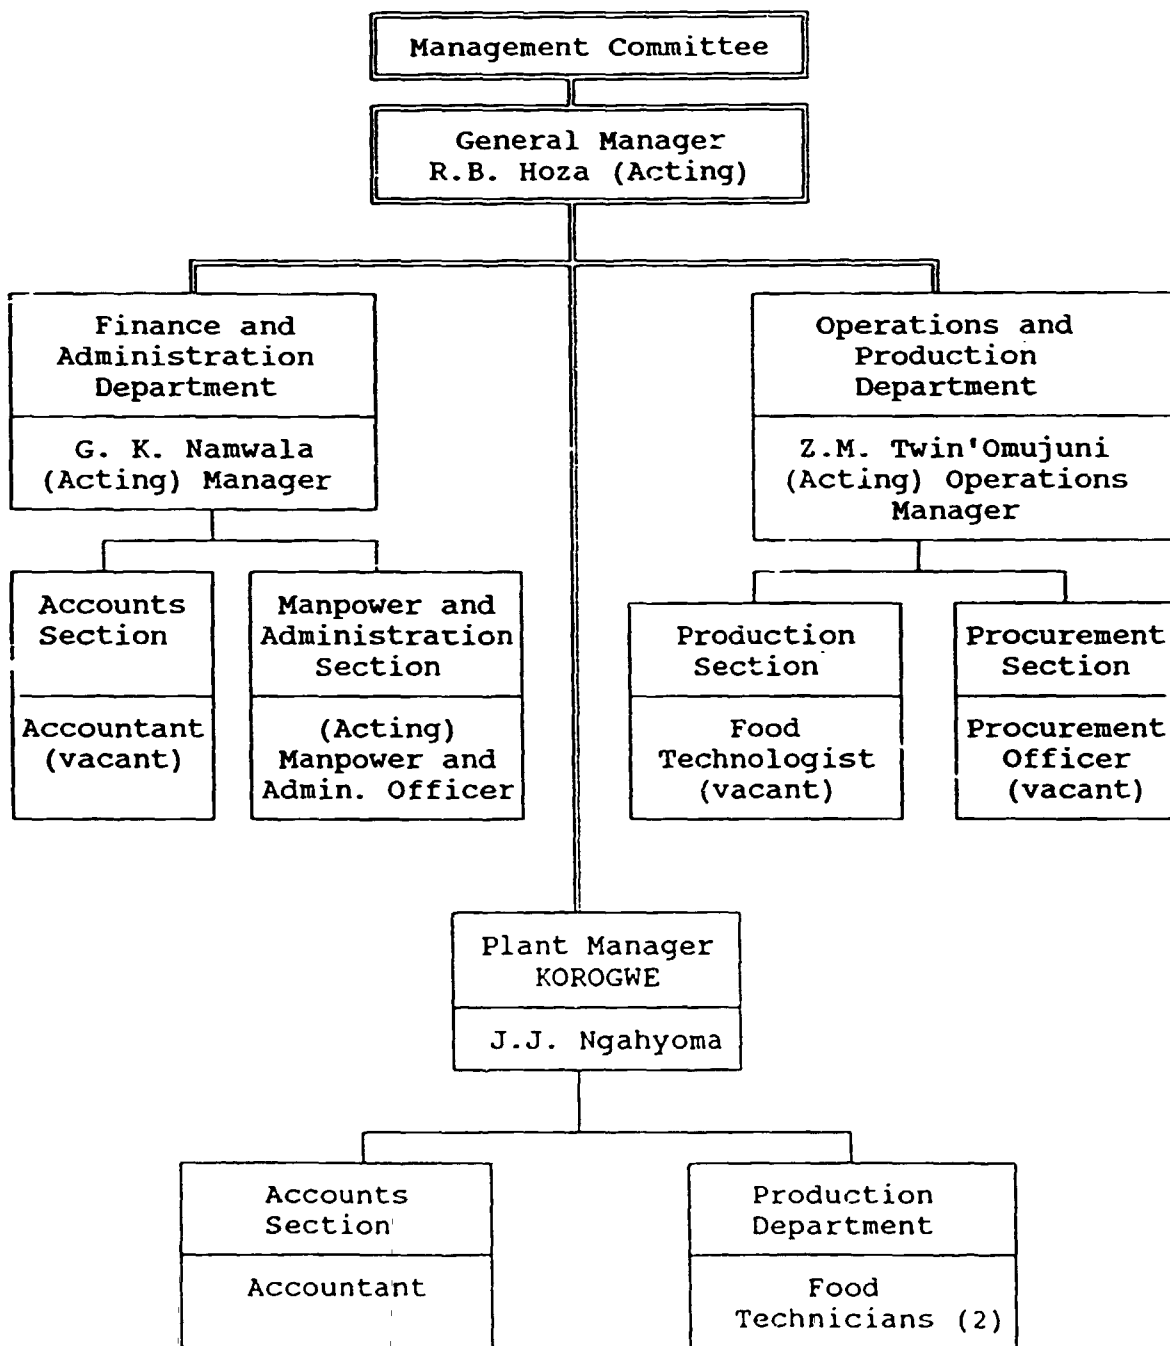 Management Committee
General Manager
R.B. Hoza (Acting)
Finance and
Administration
Department
G. K. Namwala
(Acting) Manager
Operations and
Production
Department
Z.M. Twin'Omujuni
(Acting) Operations
Manager
Accounts
Section
Accountant
(vacant)
Manpower and
Administration
Section
(Acting)
Manpower and
Admin. Officer
Production
Section
Food
Technologist
(vacant)
Procurement
Section
Procurement
Officer
(vacant)
Plant Manager
KOROGWE
J.J. Ngahyoma
Accounts
Section
Accountant
Production
Department
Food
Technicians (2)